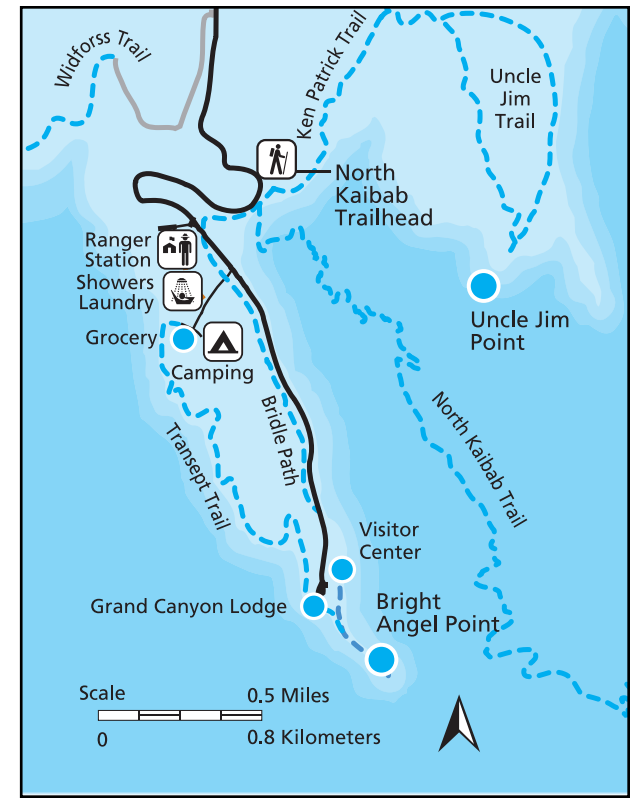 Widforss Trail
Ken Patrick Trail
Uncle
Jim
Trail
North
Kaibab
Trailhead
Ranger
Station
Showers
Laundry
Grocery
Camping
Uncle Jim
Point
Transept Trail
Bridle Path
North Kaibab Trail
Visitor
Center
Grand Canyon Lodge
Bright
Angel Point
Scale
0.5 Miles
0
0.8 Kilometers